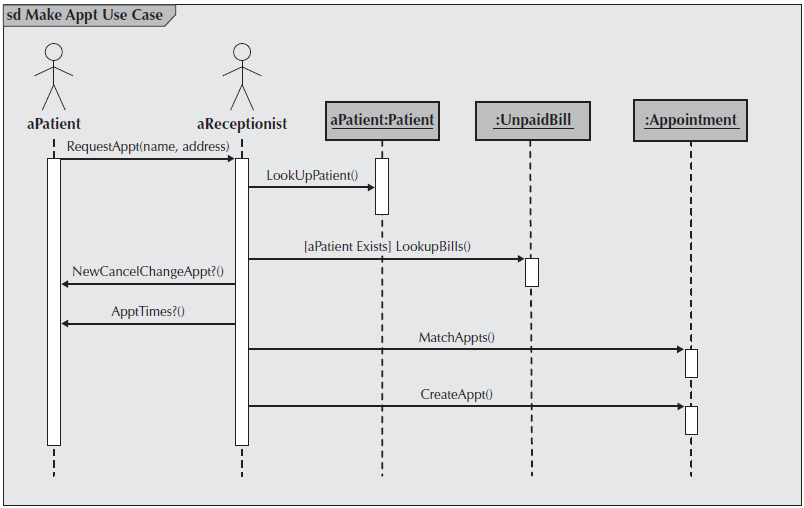 sd Make Appt Use Case
aPatient
aReceptionist
aPatient:Patient
:UnpaidBill
:Appointment
RequestAppt(name, address)
LookUpPatient()
[aPatient Exists] LookupBills()
NewCancelChangeAppt?()
ApptTimes?()
MatchAppts()
CreateAppt()